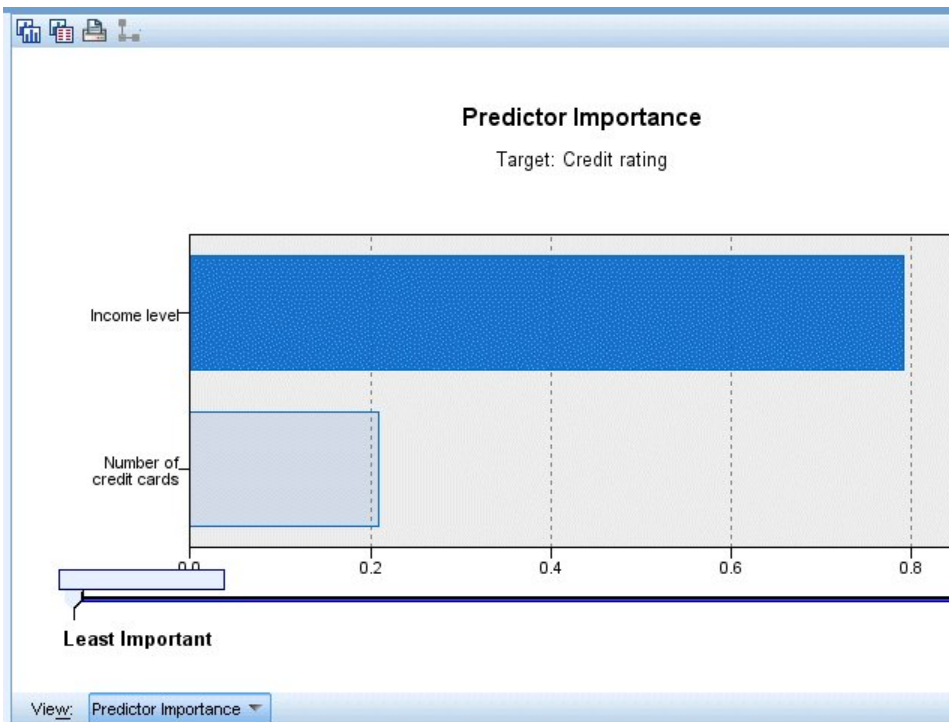 Predictor Importance
Target: Credit rating
Income level
Number of
credit cards
0.0
0.2
0.4
0.6
0.8
Least Important
View:
Predictor Importance